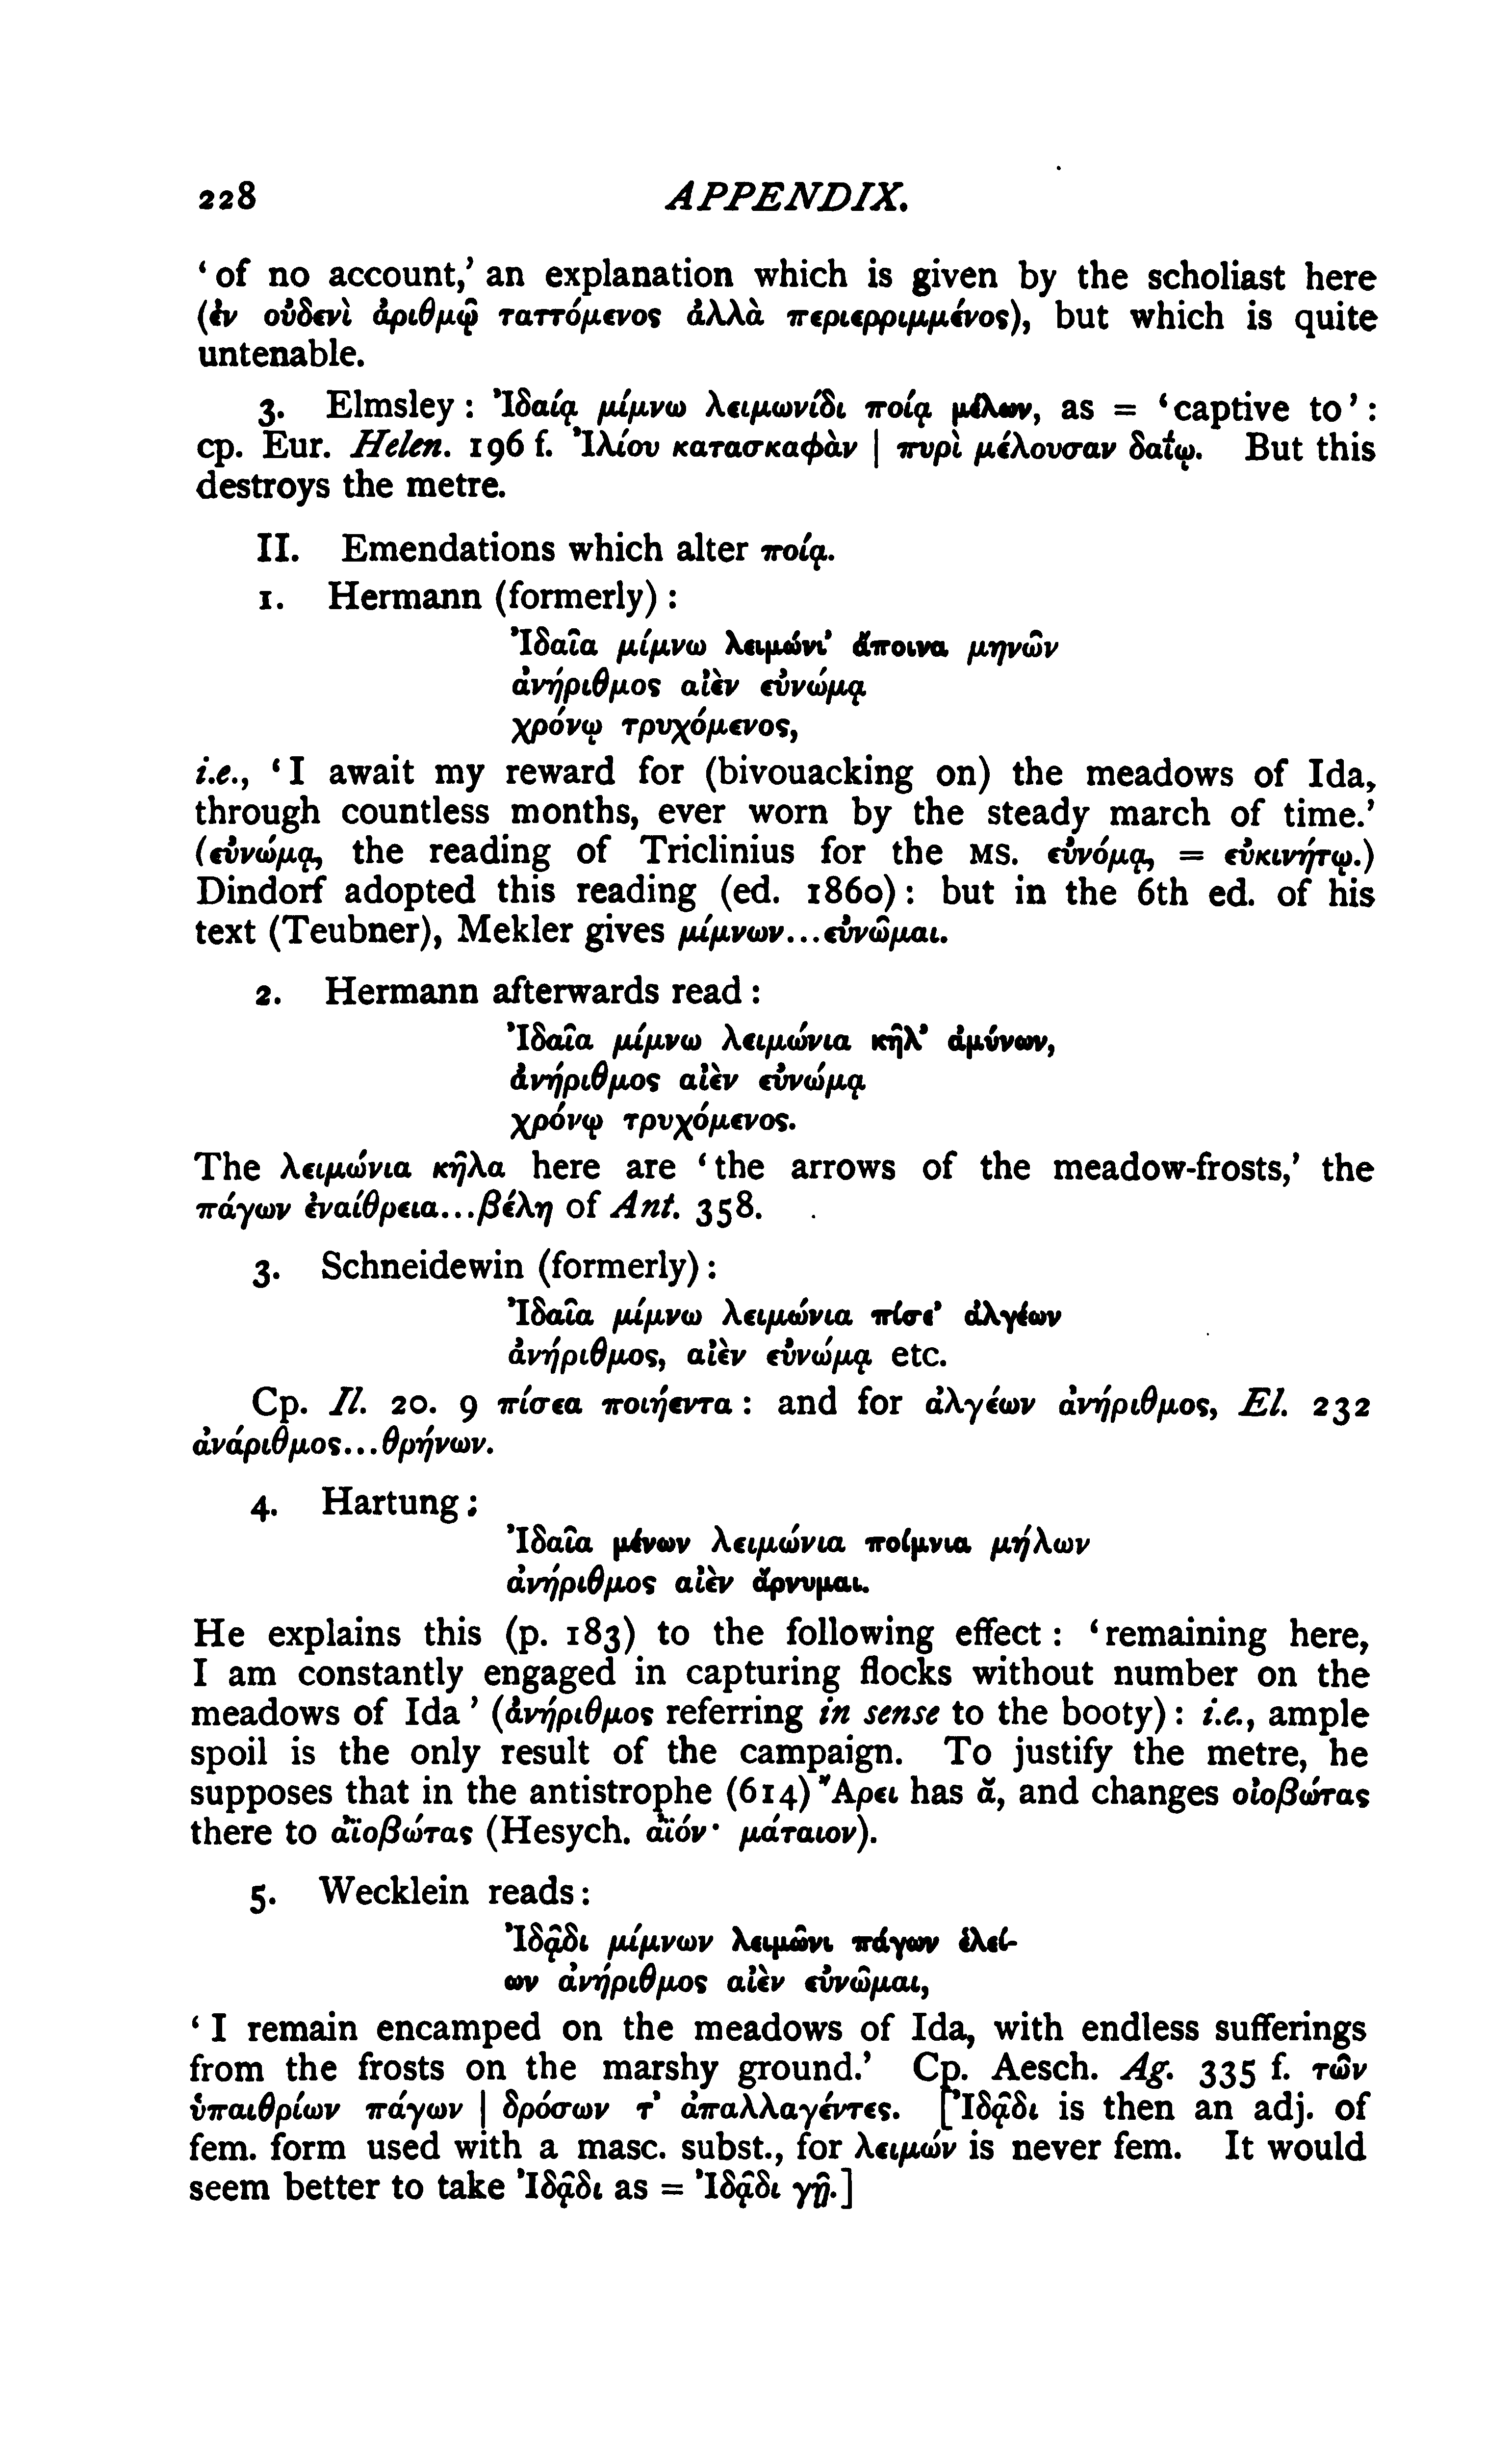 228 APPENDIX.
‘of no account,’ an explanation which is given by the scholiast here
(ἐν οὐδενὶ ἀριθμῷ ταττόμενος ἀλλὰ περιερριμμένος), but which is quite
untenable.
3. Elmsley: Ἰδαίᾳ μίμνω λειμωνίδι ποίᾳ μέλων, as = ‘captive to’:
cp. Eur. Helen. 196 f. Ἰλίου κατασκαφὰν | πυρὶ μέλουσαν δαΐῳ. But this
destroys the metre.
II. Emendations which alter ποίᾳ.
1. Hermann (formerly):
Ἰδαῖα μίμνω λειμώνι’ ἄποινα μηνῶν
ἀνήριθμος αἰὲν εὐνώμᾳ
χρόνῳ τρυχόμενος,
i.e., ‘I await my reward for (bivouacking on) the meadows of Ida,
through countless months, ever worn by the steady march of time.’
(εὐνώμᾳ, the reading of Triclinius for the MS. εὐνόμᾳ, = εὐκινήτῳ.)
Dindorf adopted this reading (ed. 1860): but in the 6th ed. of his
text (Teubner), Mekler gives μίμνων...εὐνῶμαι.
2. Hermann afterwards read:
Ἰδαῖα μίμνω λειμώνια κῆλ’ ἀμύνων,
ἀνήριθμος αἰὲν εὐνώμᾳ
χρόνῳ τρυχόμενος.
The λειμώνια κῆλα here are ‘the arrows of the meadow-frosts,’ the
πάγων ἐναίθρεια...βέλη of Ant. 358.
3. Schneidewin (formerly):
Ἰδαῖα μίμνω λειμώνια πίσε’ ἀλγέων
ἀνήριθμος, αἰὲν εὐνώμᾳ etc.
Cp. Il. 20. 9 πίσεα ποιήεντα: and for ἀλγέων ἀνήριθμος, El. 232
ἀνάριθμος...θρήνων.
4. Hartung:
Ἰδαῖα μένων λειμώνια ποίμνια μήλων
ἀνήριθμος αἰὲν ἄρνυμαι.
He explains this (p. 183) to the following effect: ‘remaining here,
I am constantly engaged in capturing flocks without number on the
meadows of Ida’ (ἀνήριθμος referring in sense to the booty): i.e., ample
spoil is the only result of the campaign. To justify the metre, he
supposes that in the antistrophe (614) Ἄρει has ᾰ, and changes οἰοβώτας
there to ἀϊοβώτας (Hesych. ἀϊόν· μάταιον).
5. Wecklein reads:
Ἰδᾷδι μίμνων λειμῶνι πάγων ἑλεί-
ων ἀνήριθμος αἰὲν εὐνῶμαι,
‘I remain encamped on the meadows of Ida, with endless sufferings
from the frosts on the marshy ground.’ Cp. Aesch. Ag. 335 f. τῶν
ὑπαιθρίων πάγων | δρόσων τ’ ἀπαλλαγέντες. [Ἰδᾷδι is then an adj. of
fem. form used with a masc. subst., for λειμών is never fem. It would
seem better to take Ἰδᾷδι as = Ἰδᾷδι γῇ.]